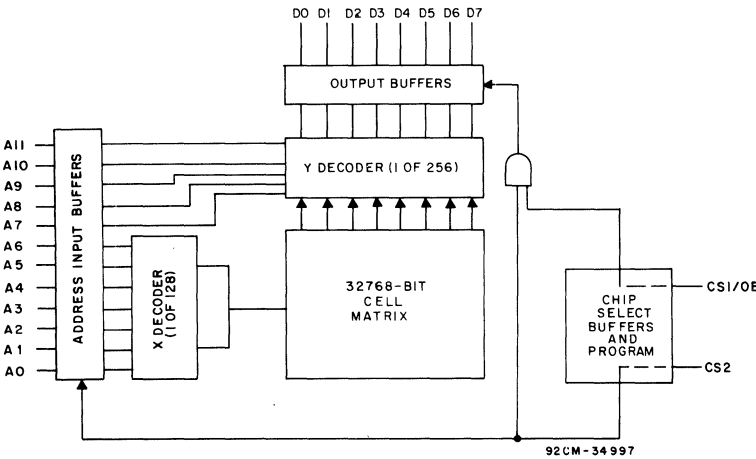 D0 D1 D2 D3 D4 D5 D6 D7
OUTPUT BUFFERS
A11
A10
A9
A8
A7
A6
A5
A4
A3
A2
A1
A0
ADDRESS INPUT BUFFERS
Y DECODER (1 OF 256)
X DECODER
(1 OF 128)
32768-BIT
CELL
MATRIX
CHIP
SELECT
BUFFERS
AND
PROGRAM
CS1/OE
CS2
92CM-34997